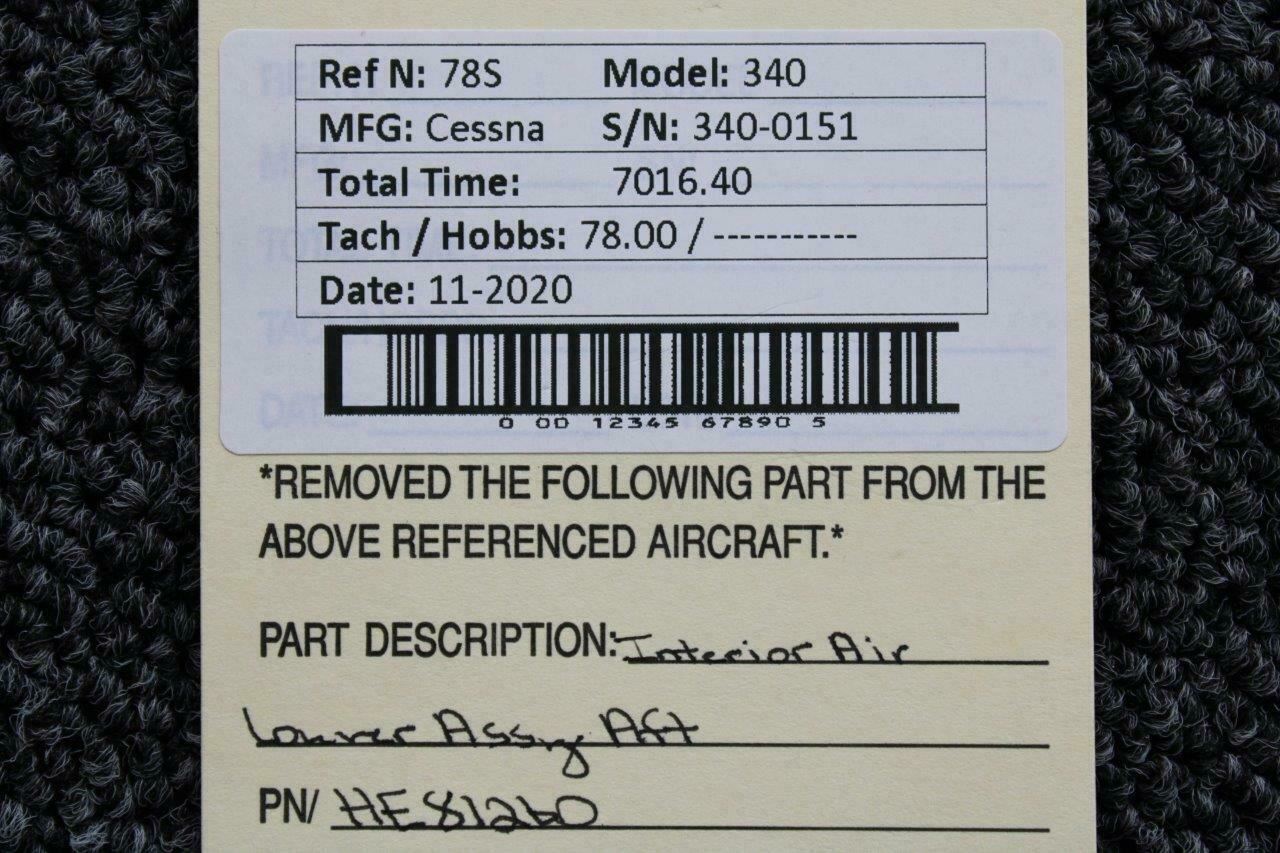 Ref N: 78S Model: 340
MFG: Cessna S/N: 340-0151
Total Time: 7016.40
Tach / Hobbs: 78.00 / -----------
Date: 11-2020
0 00 12345 67890 5
*REMOVED THE FOLLOWING PART FROM THE
ABOVE REFERENCED AIRCRAFT.*
PART DESCRIPTION: Interior Air
Louver Assy Aft
PN/ HE81260